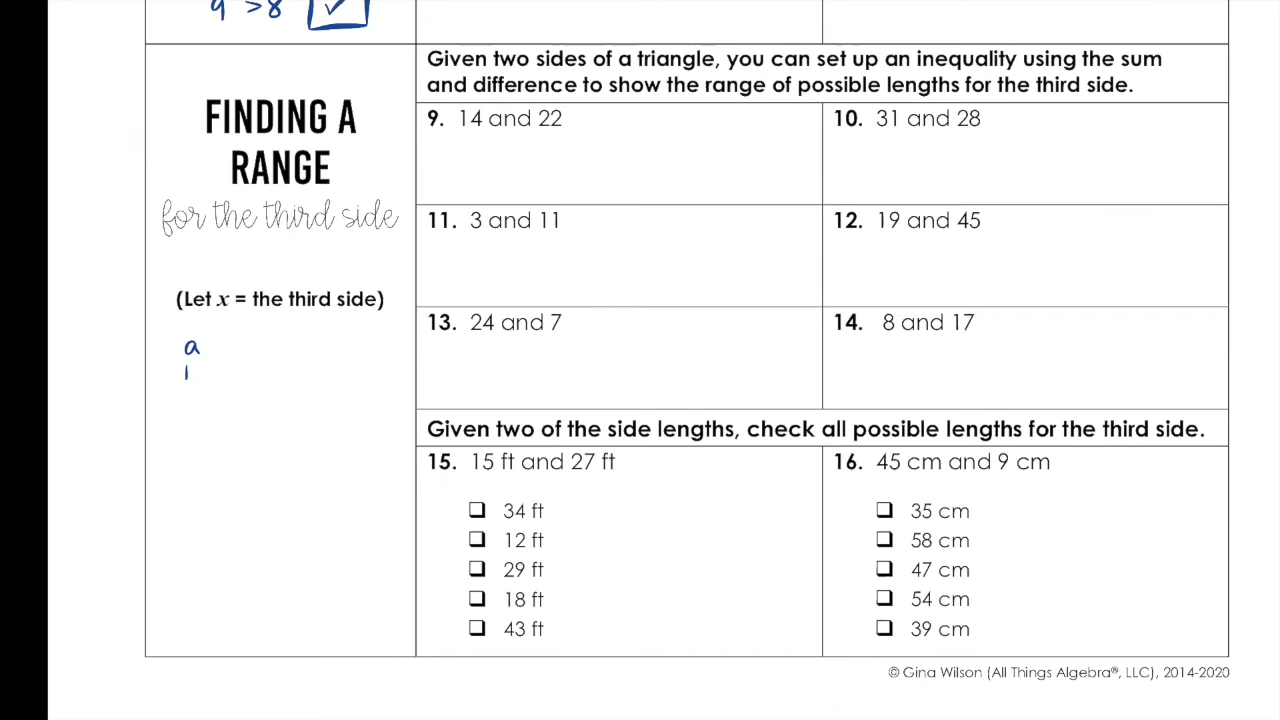 9 >8 ✓
Given two sides of a triangle, you can set up an inequality using the sum
and difference to show the range of possible lengths for the third side.
FINDING A
RANGE
for the third side
(Let x = the third side)
a
9. 14 and 22
10. 31 and 28
11. 3 and 11
12. 19 and 45
13. 24 and 7
14. 8 and 17
Given two of the side lengths, check all possible lengths for the third side.
15. 15 ft and 27 ft
❑ 34 ft
❑ 12 ft
❑ 29 ft
❑ 18 ft
❑ 43 ft
16. 45 cm and 9 cm
❑ 35 cm
❑ 58 cm
❑ 47 cm
❑ 54 cm
❑ 39 cm
© Gina Wilson (All Things Algebra®, LLC), 2014-2020